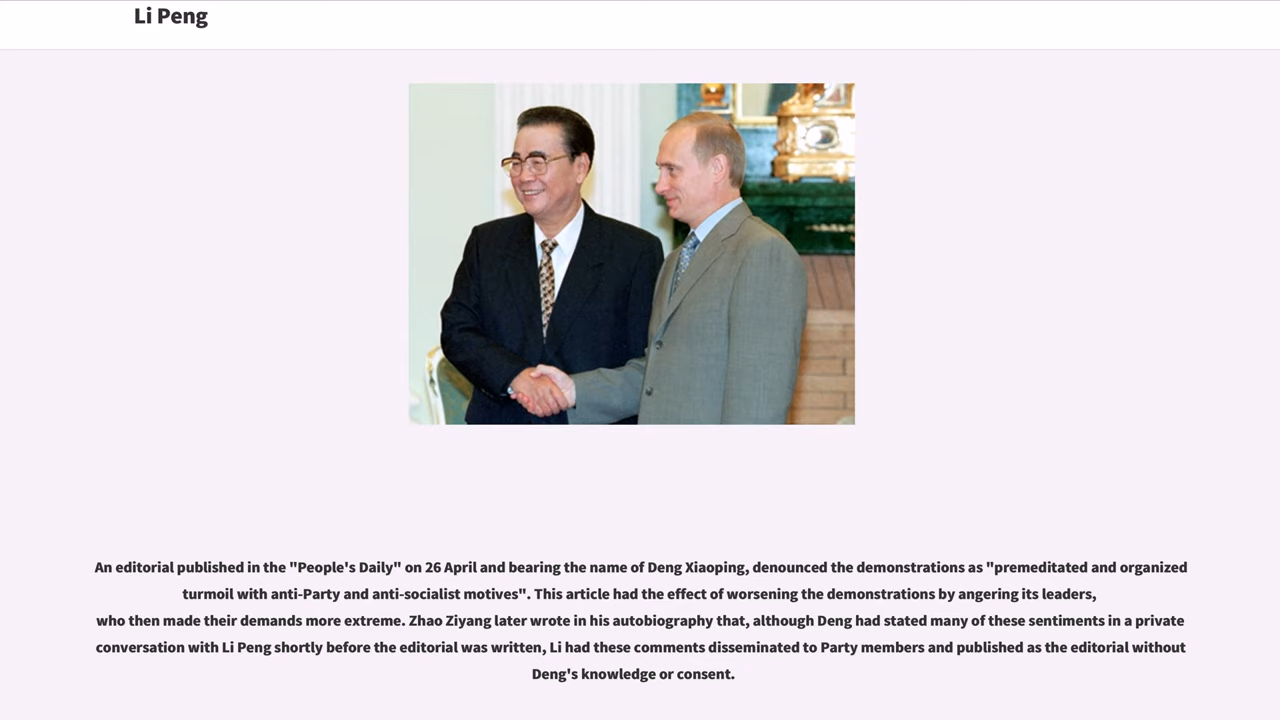 Li Peng
An editorial published in the "People's Daily" on 26 April and bearing the name of Deng Xiaoping, denounced the demonstrations as "premeditated and organized
turmoil with anti-Party and anti-socialist motives". This article had the effect of worsening the demonstrations by angering its leaders,
who then made their demands more extreme. Zhao Ziyang later wrote in his autobiography that, although Deng had stated many of these sentiments in a private
conversation with Li Peng shortly before the editorial was written, Li had these comments disseminated to Party members and published as the editorial without
Deng's knowledge or consent.